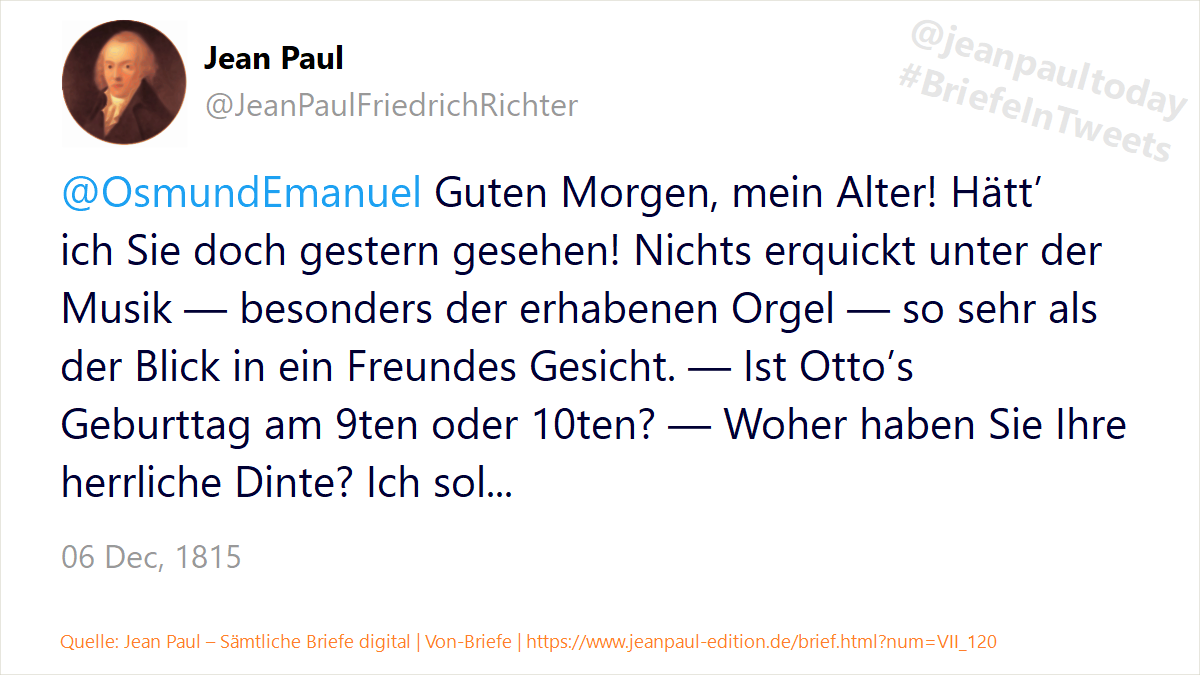 Jean Paul
@JeanPaulFriedrichRichter
@jeanpaultoday
#BriefeInTweets
@OsmundEmanuel Guten Morgen, mein Alter! Hätt’
ich Sie doch gestern gesehen! Nichts erquickt unter der
Musik — besonders der erhabenen Orgel — so sehr als
der Blick in ein Freundes Gesicht. — Ist Otto’s
Geburttag am 9ten oder 10ten? — Woher haben Sie Ihre
herrliche Dinte? Ich sol...
06 Dec, 1815
Quelle: Jean Paul – Sämtliche Briefe digital | Von-Briefe | https://www.jeanpaul-edition.de/brief.html?num=VII_120